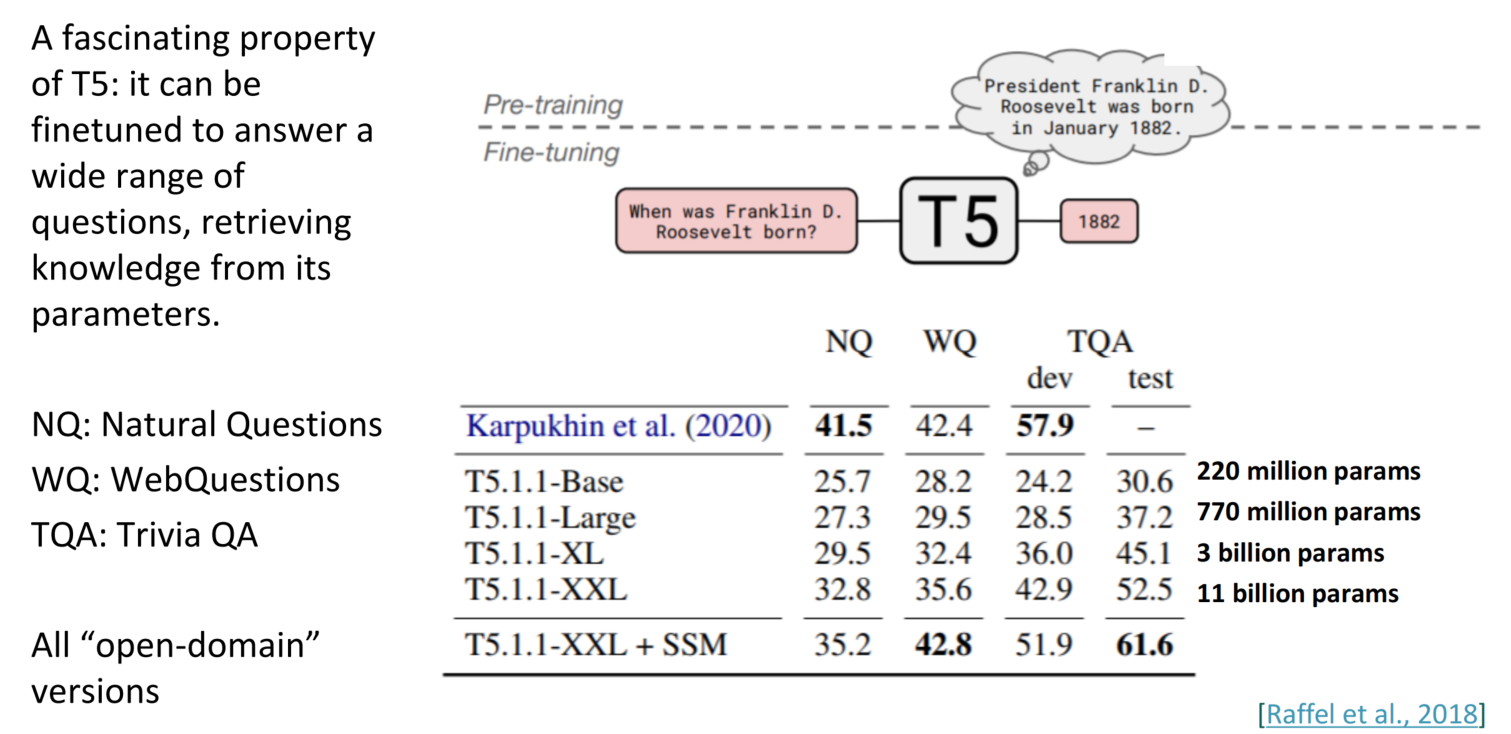 A fascinating property
of T5: it can be
finetuned to answer a
wide range of
questions, retrieving
knowledge from its
parameters.
NQ: Natural Questions
WQ: WebQuestions
TQA: Trivia QA
All “open-domain”
versions
Pre-training
Fine-tuning
President Franklin D.
Roosevelt was born
in January 1882.
When was Franklin D.
Roosevelt born?
T5
1882
NQ WQ TQA
dev test
Karpukhin et al. (2020) 41.5 42.4 57.9 –
T5.1.1-Base 25.7 28.2 24.2 30.6 220 million params
T5.1.1-Large 27.3 29.5 28.5 37.2 770 million params
T5.1.1-XL 29.5 32.4 36.0 45.1 3 billion params
T5.1.1-XXL 32.8 35.6 42.9 52.5 11 billion params
T5.1.1-XXL + SSM 35.2 42.8 51.9 61.6
[Raffel et al., 2018]